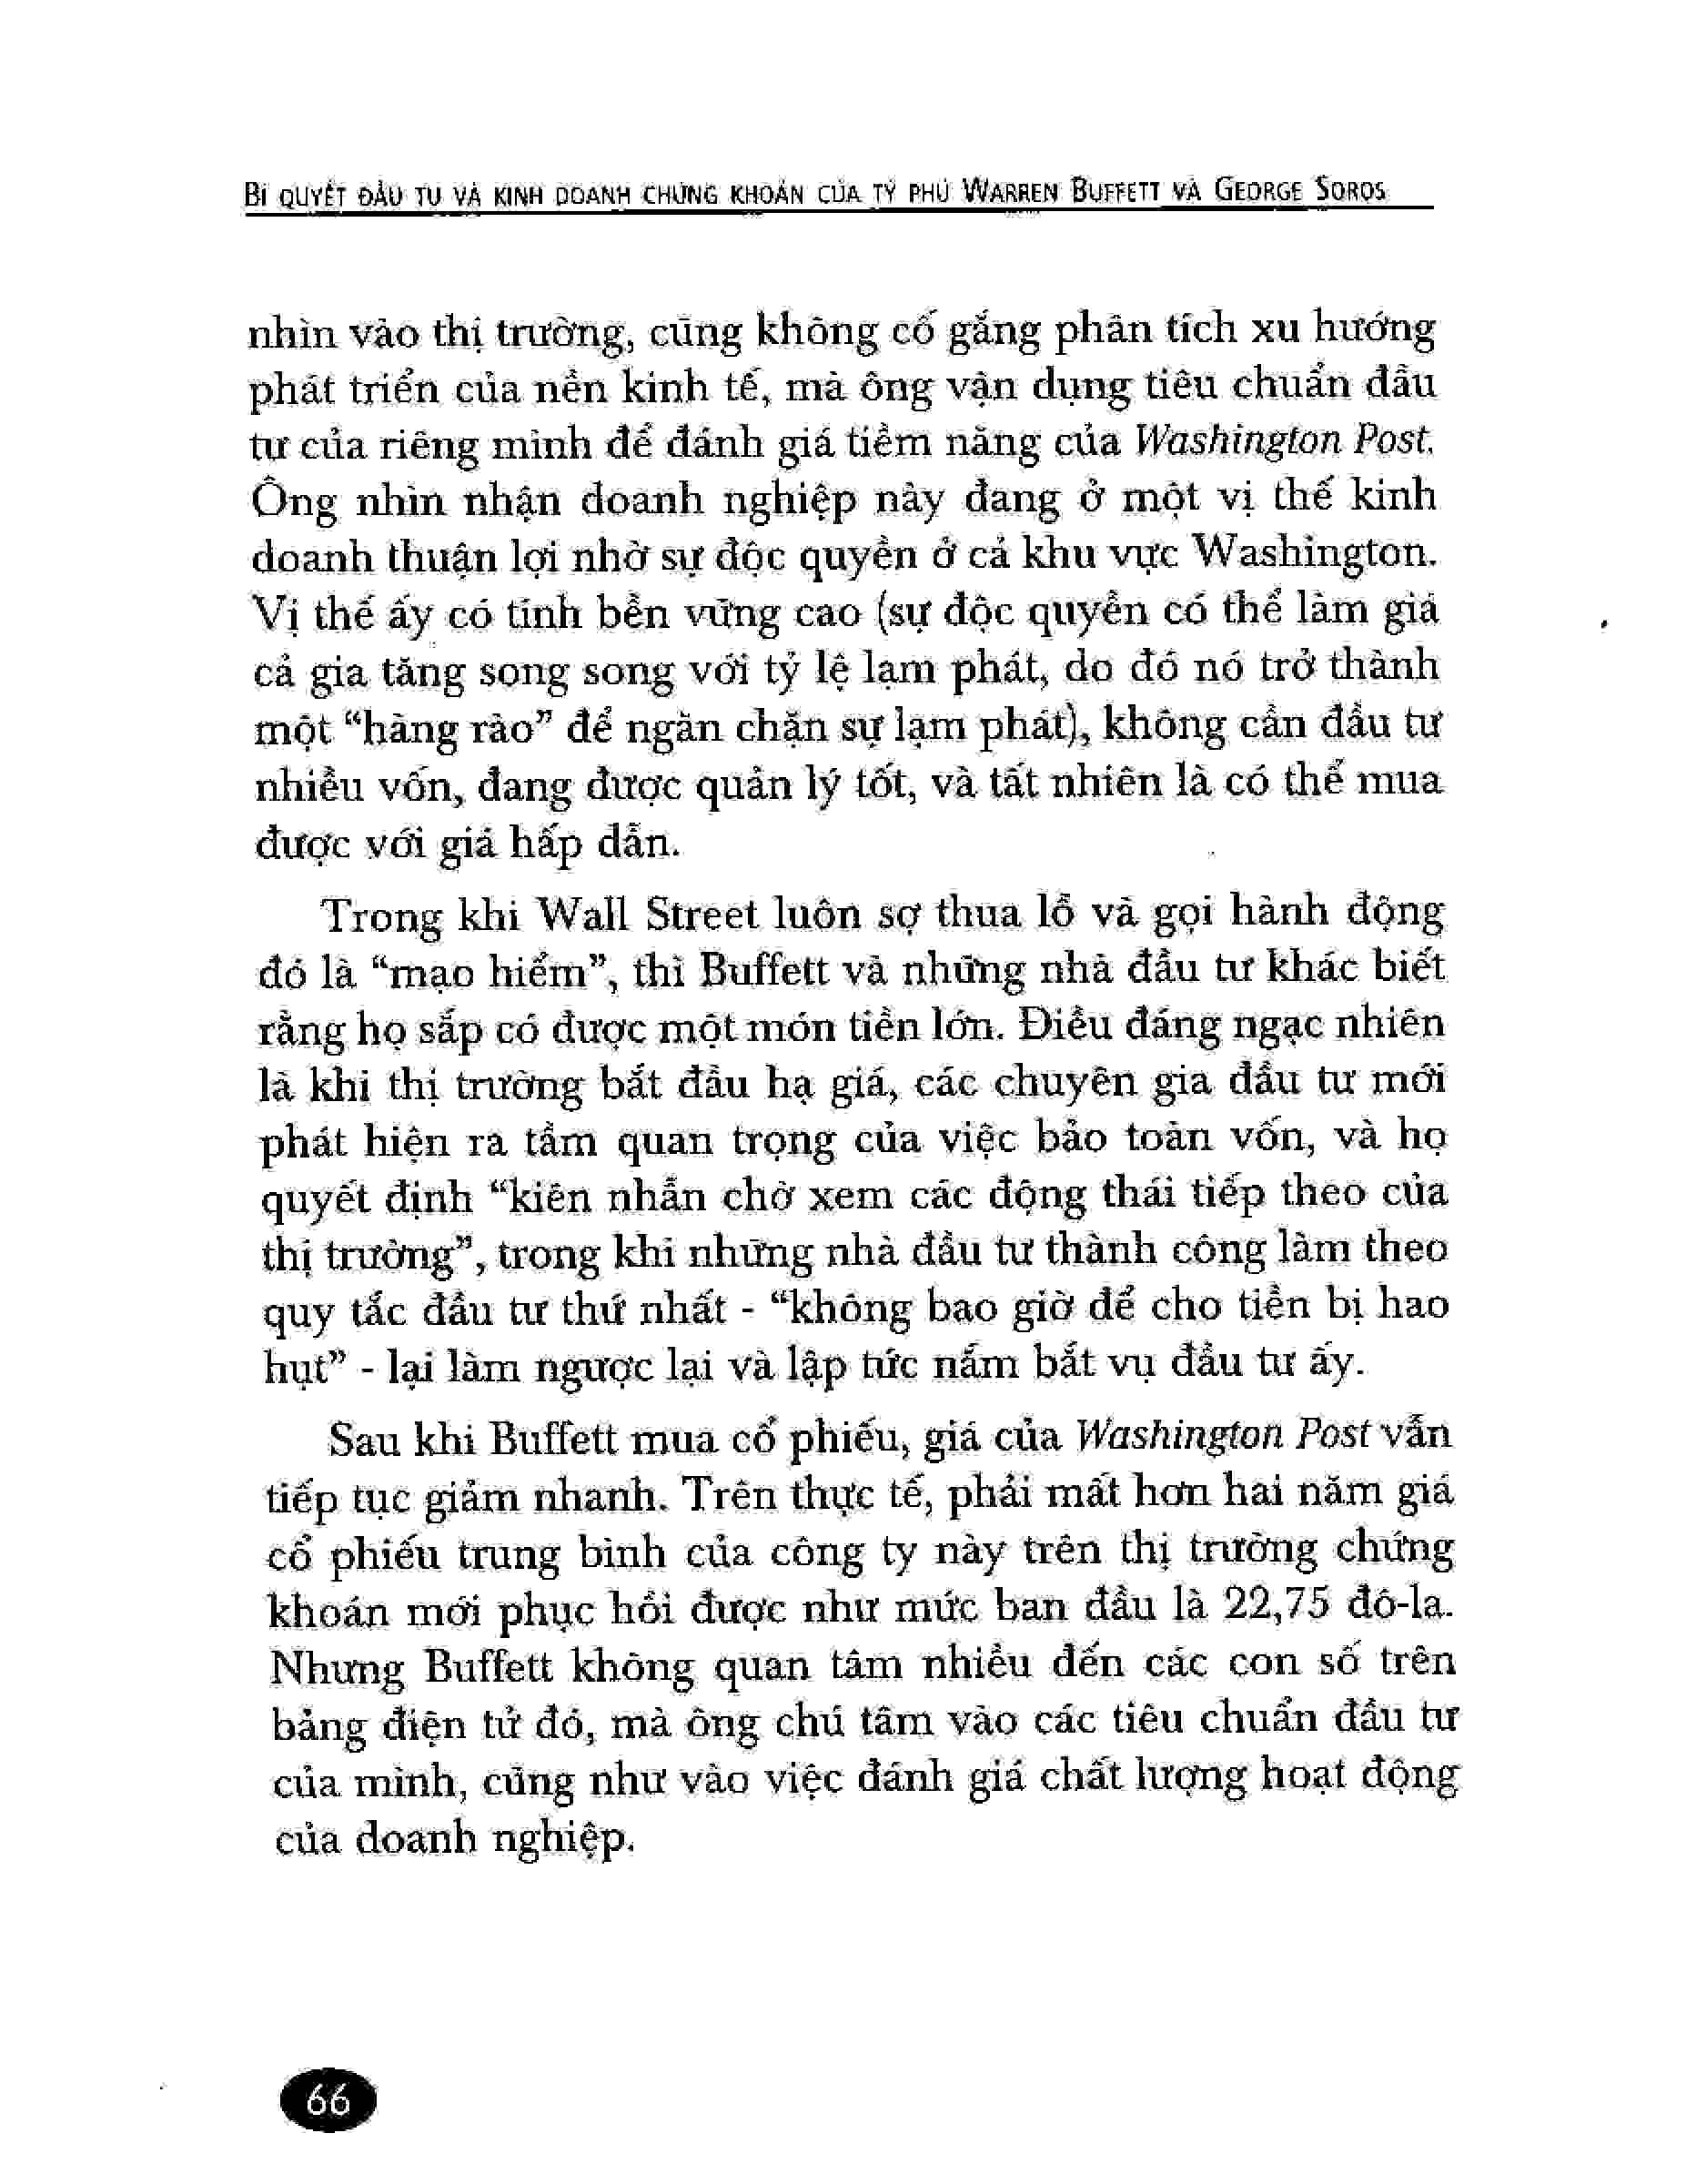 BÍ QUYẾT ĐẦU TƯ VÀ KINH DOANH CHỨNG KHOÁN CỦA TỶ PHÚ WARREN BUFFETT VÀ GEORGE SOROS
nhìn vào thị trường, cũng không cố gắng phân tích xu hướng
phát triển của nền kinh tế, mà ông vận dụng tiêu chuẩn đầu
tư của riêng mình để đánh giá tiềm năng của Washington Post.
Ông nhìn nhận doanh nghiệp này đang ở một vị thế kinh
doanh thuận lợi nhờ sự độc quyền ở cả khu vực Washington.
Vị thế ấy có tính bền vững cao (sự độc quyền có thể làm giá
cả gia tăng song song với tỷ lệ lạm phát, do đó nó trở thành
một “hàng rào” để ngăn chặn sự lạm phát), không cần đầu tư
nhiều vốn, đang được quản lý tốt, và tất nhiên là có thể mua
được với giá hấp dẫn.
Trong khi Wall Street luôn sợ thua lỗ và gọi hành động
đó là “mạo hiểm”, thì Buffett và những nhà đầu tư khác biết
rằng họ sắp có được một món tiền lớn. Điều đáng ngạc nhiên
là khi thị trường bắt đầu hạ giá, các chuyên gia đầu tư mới
phát hiện ra tầm quan trọng của việc bảo toàn vốn, và họ
quyết định “kiên nhẫn chờ xem các động thái tiếp theo của
thị trường”, trong khi những nhà đầu tư thành công làm theo
quy tắc đầu tư thứ nhất - “không bao giờ để cho tiền bị hao
hụt” - lại làm ngược lại và lập tức nắm bắt vụ đầu tư ấy.
Sau khi Buffett mua cổ phiếu, giá của Washington Post vẫn
tiếp tục giảm nhanh. Trên thực tế, phải mất hơn hai năm giá
cổ phiếu trung bình của công ty này trên thị trường chứng
khoán mới phục hồi được như mức ban đầu là 22,75 đô-la.
Nhưng Buffett không quan tâm nhiều đến các con số trên
bảng điện tử đó, mà ông chú tâm vào các tiêu chuẩn đầu tư
của mình, cũng như vào việc đánh giá chất lượng hoạt động
của doanh nghiệp.
66